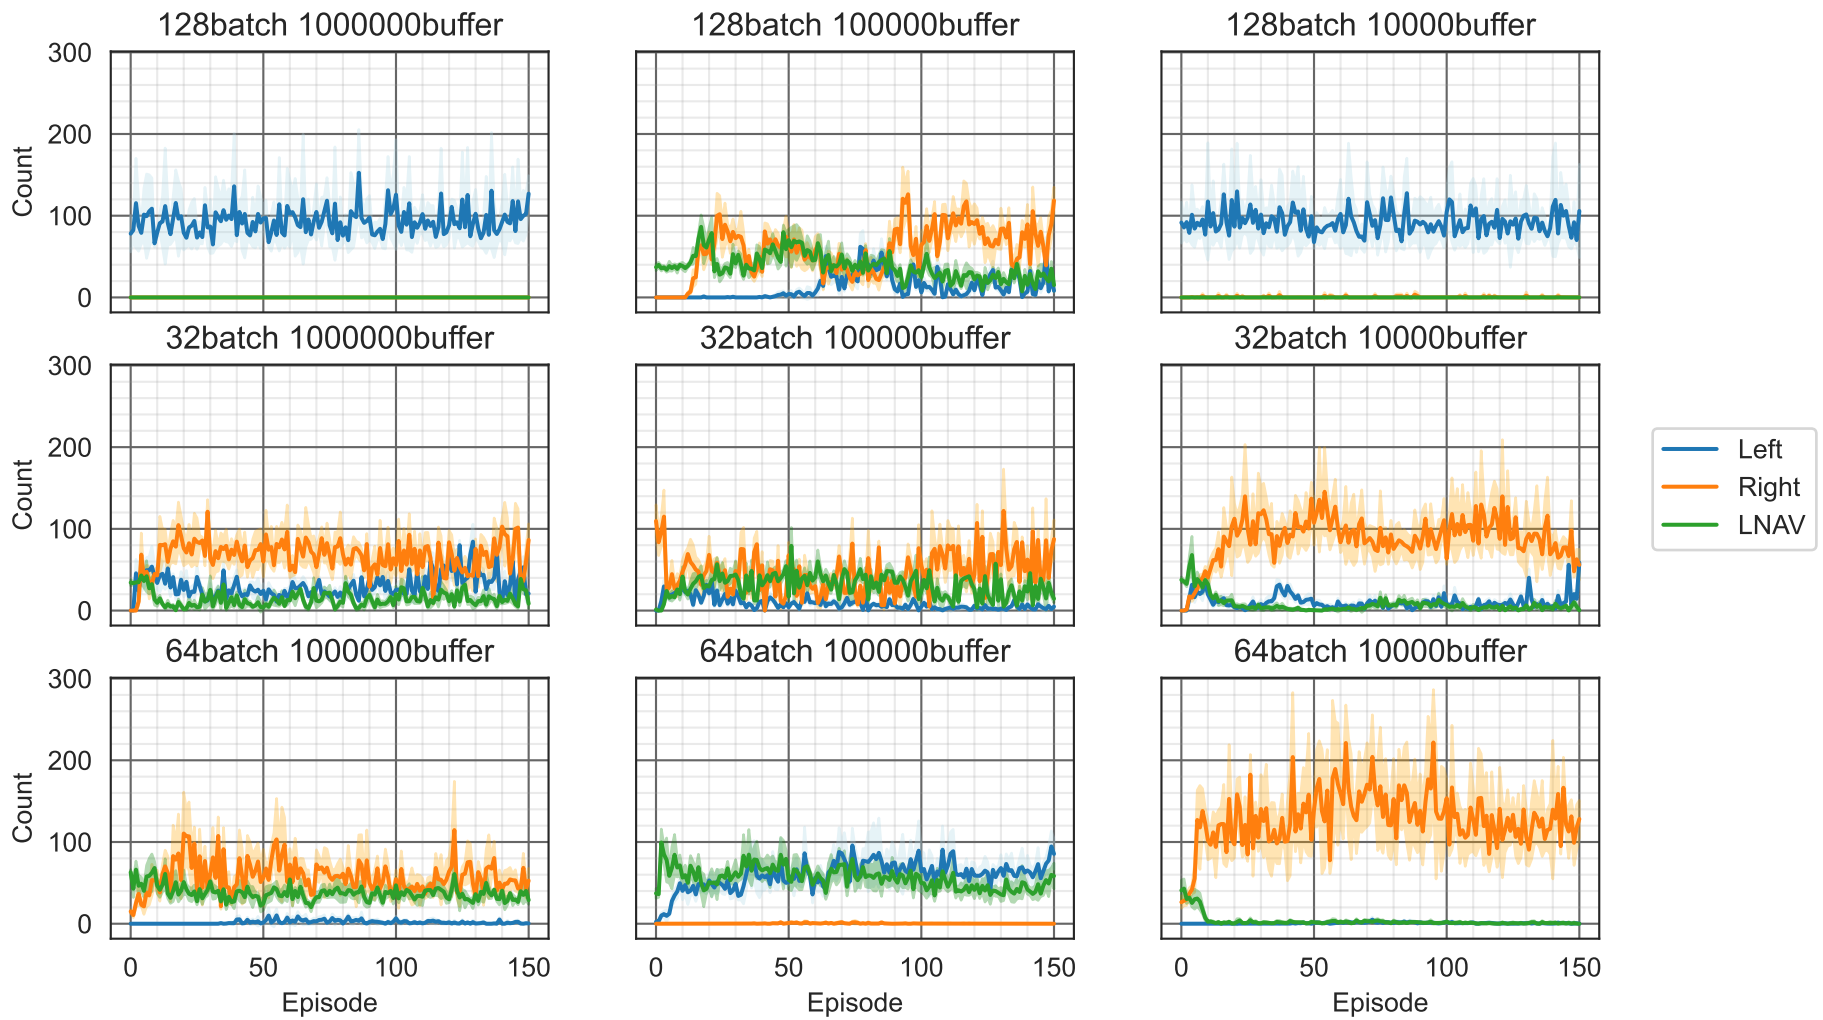 128batch 1000000buffer
128batch 100000buffer
128batch 10000buffer
300
200
100
0
Count
32batch 1000000buffer
32batch 100000buffer
32batch 10000buffer
300
200
100
0
Count
Left
Right
LNAV
64batch 1000000buffer
64batch 100000buffer
64batch 10000buffer
300
200
100
0
Count
0 50 100 150
0 50 100 150
0 50 100 150
Episode
Episode
Episode